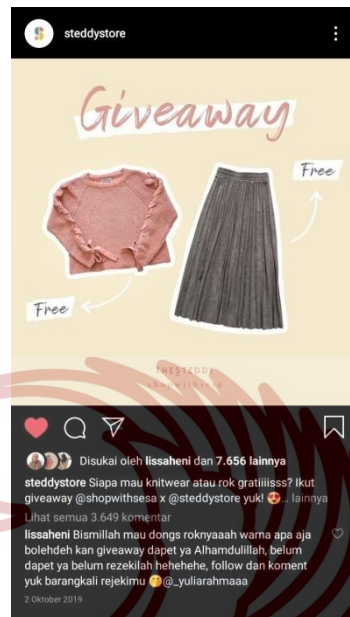 steddystore
Giveaway
Free
Free
THESTEDDY
shopwithsesa
Disukai oleh lissaheni dan 7.656 lainnya
steddystore Siapa mau knitwear atau rok gratiiiisss? Ikut
giveaway @shopwithsesa x @steddystore yuk! 😍... lainnya
Lihat semua 3.649 komentar
lissaheni Bismillah mau dongs roknyaaah warna apa aja
bolehdeh kan giveaway dapet ya Alhamdulillah, belum
dapet ya belum rezekilah hehehehe, follow dan koment
yuk barangkali rejekimu 🤭@_yuliarahmaaa
2 Oktober 2019